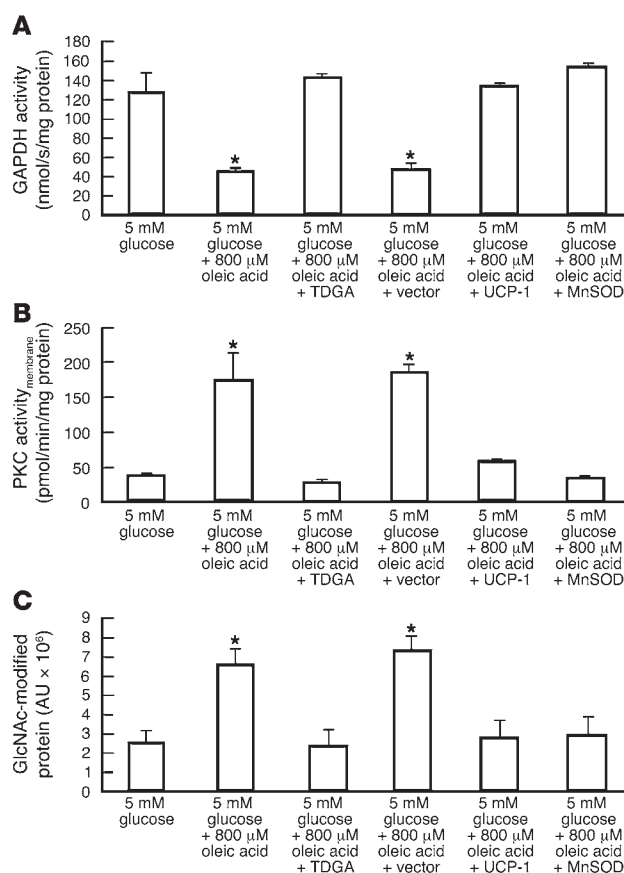 A
GAPDH activity
(nmol/s/mg protein)
180
160
140
120
100
80
60
40
20
0
*
*
5 mM
glucose
5 mM
glucose
+ 800 μM
oleic acid
5 mM
glucose
+ 800 μM
oleic acid
+ TDGA
5 mM
glucose
+ 800 μM
oleic acid
+ vector
5 mM
glucose
+ 800 μM
oleic acid
+ UCP-1
5 mM
glucose
+ 800 μM
oleic acid
+ MnSOD
B
PKC activity membrane
(pmol/min/mg protein)
250
200
150
100
50
0
*
*
5 mM
glucose
5 mM
glucose
+ 800 μM
oleic acid
5 mM
glucose
+ 800 μM
oleic acid
+ TDGA
5 mM
glucose
+ 800 μM
oleic acid
+ vector
5 mM
glucose
+ 800 μM
oleic acid
+ UCP-1
5 mM
glucose
+ 800 μM
oleic acid
+ MnSOD
C
GlcNAc-modified
protein (AU × 10⁶)
9
8
7
6
5
4
3
2
1
0
*
*
5 mM
glucose
5 mM
glucose
+ 800 μM
oleic acid
5 mM
glucose
+ 800 μM
oleic acid
+ TDGA
5 mM
glucose
+ 800 μM
oleic acid
+ vector
5 mM
glucose
+ 800 μM
oleic acid
+ UCP-1
5 mM
glucose
+ 800 μM
oleic acid
+ MnSOD